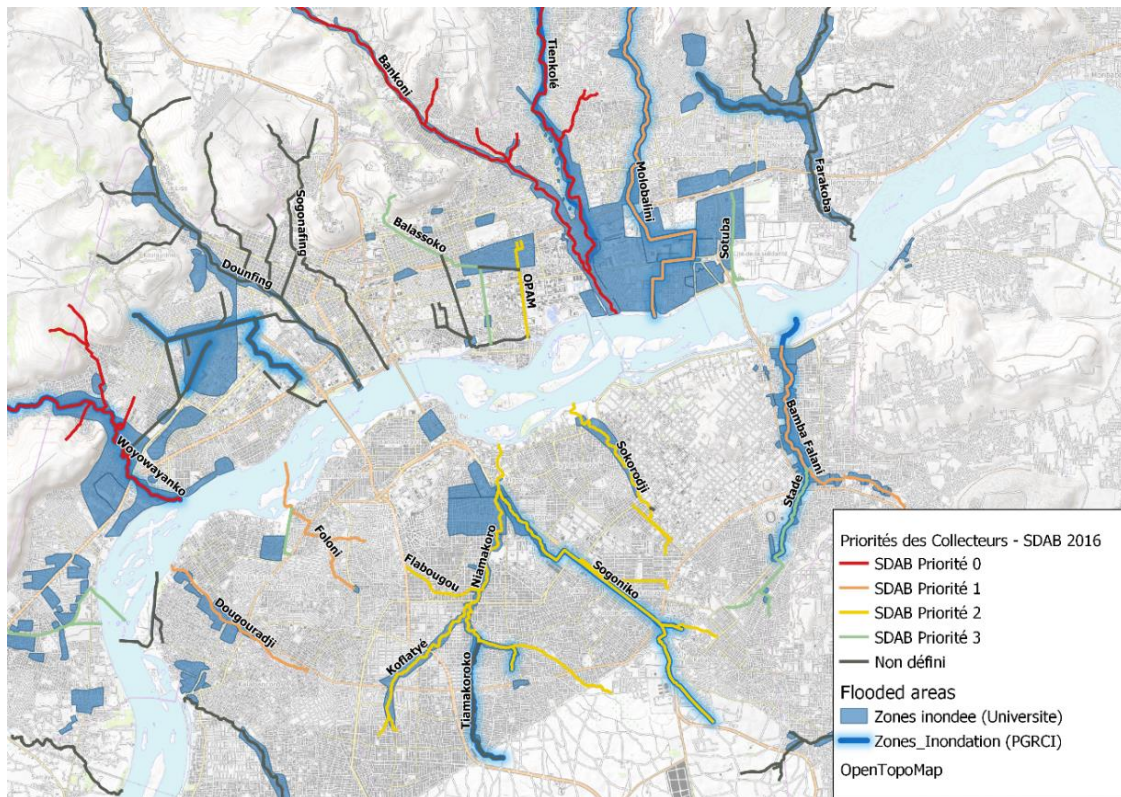 Tienkolé
Bankoni
Molobalini
Farakoba
Sogonafing
Balassoko
Sotuba
Dounfing
OPAM
Woyowayanko
Bamba Falani
Sokorodji
Stade
Foloni
Niamakoro
Flabougou
Sogoniko
Dougouradji
Koflatyé
Tiamakoroko
Priorités des Collecteurs - SDAB 2016
SDAB Priorité 0
SDAB Priorité 1
SDAB Priorité 2
SDAB Priorité 3
Non défini
Flooded areas
Zones inondee (Universite)
Zones_Inondation (PGRCI)
OpenTopoMap